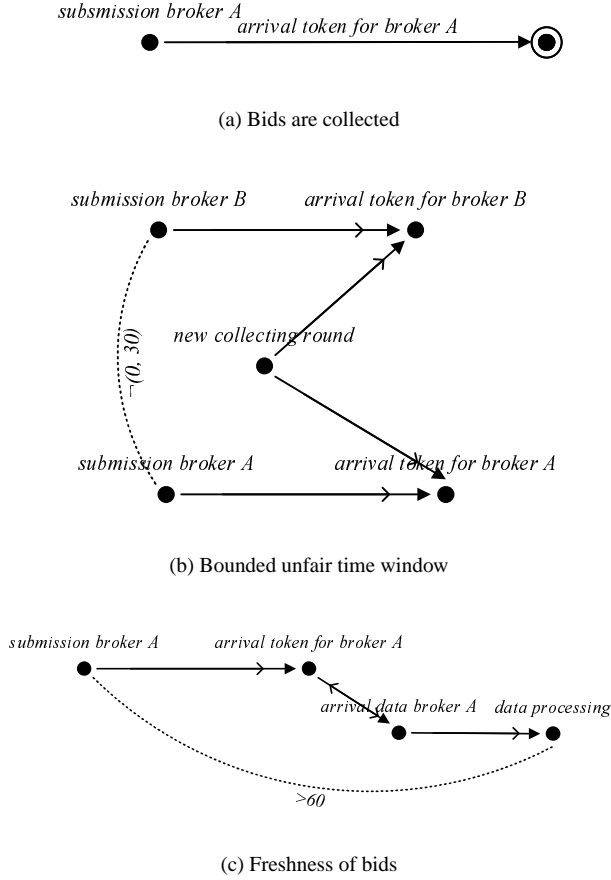 submission broker A
arrival token for broker A
(a) Bids are collected
submission broker B
arrival token for broker B
new collecting round
¬(0, 30)
submission broker A
arrival token for broker A
(b) Bounded unfair time window
submission broker A
arrival token for broker A
arrival data broker A
data processing
>60
(c) Freshness of bids